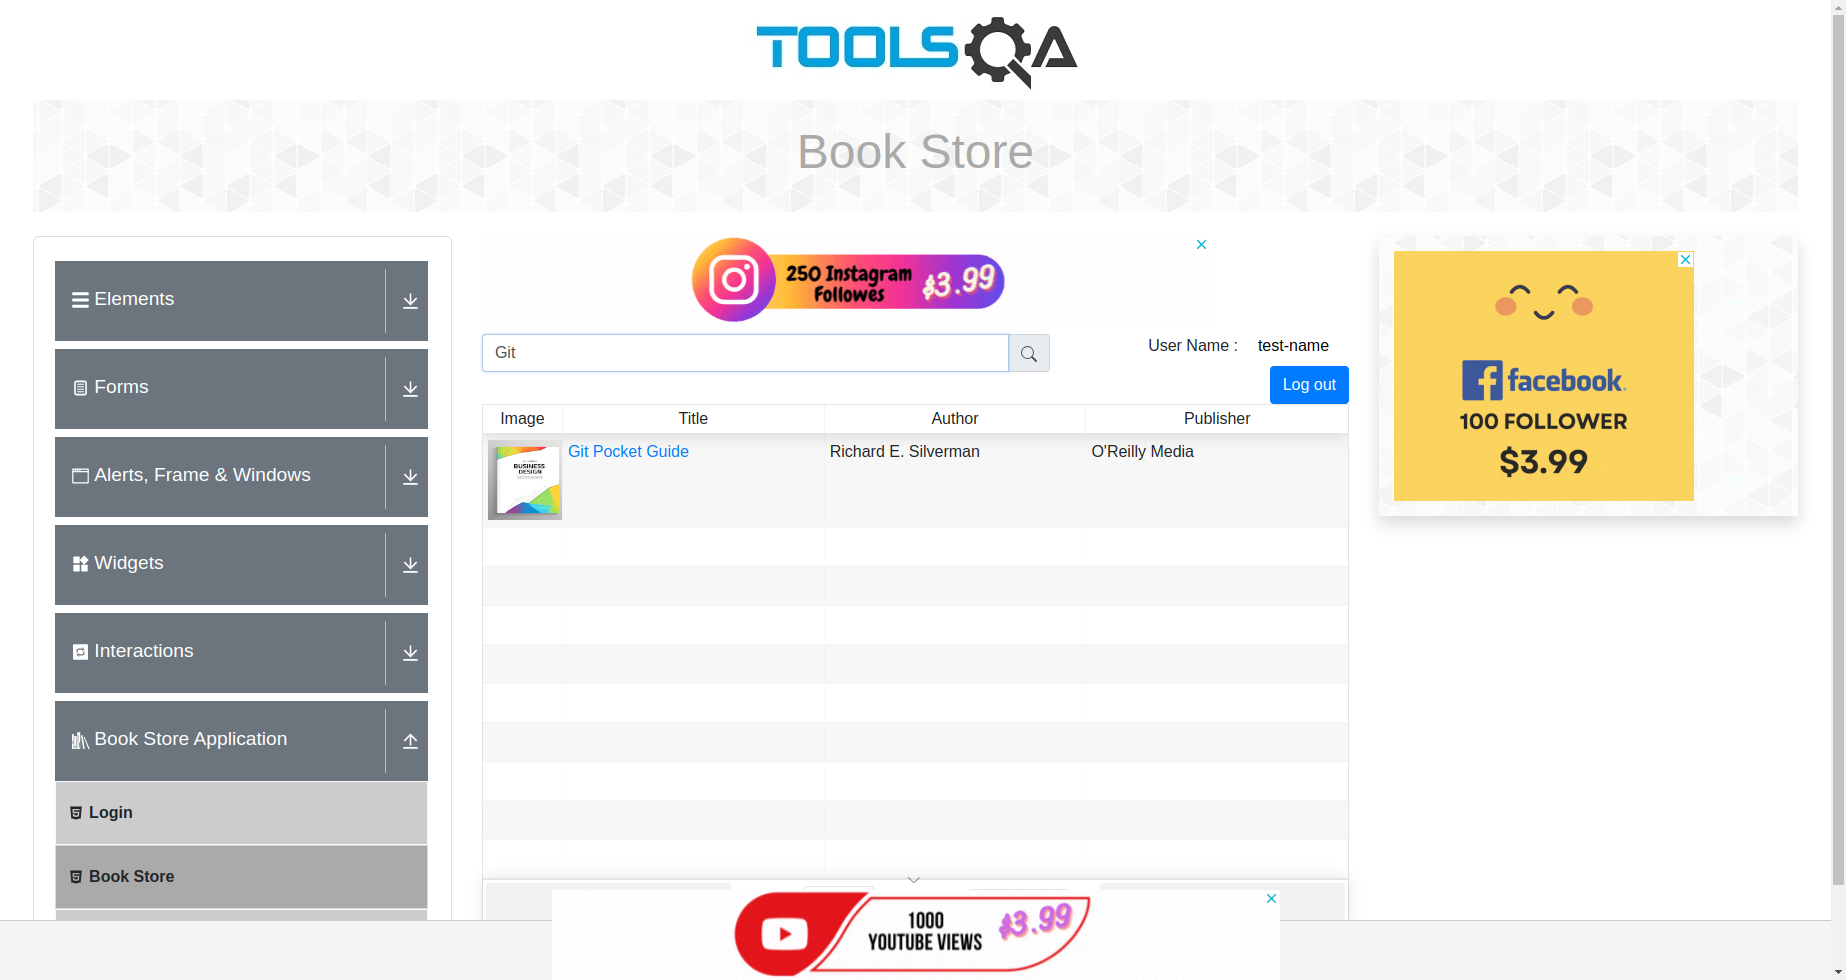 TOOLSQA
Book Store
Elements
Forms
Alerts, Frame & Windows
Widgets
Interactions
Book Store Application
Login
Book Store
250 Instagram
Followes
$3.99
Git
User Name :
test-name
Log out
Image
Title
Author
Publisher
BUSINESS
DESIGN
Git Pocket Guide
Richard E. Silverman
O'Reilly Media
facebook.
100 FOLLOWER
$3.99
1000
YOUTUBE VIEWS
$3.99